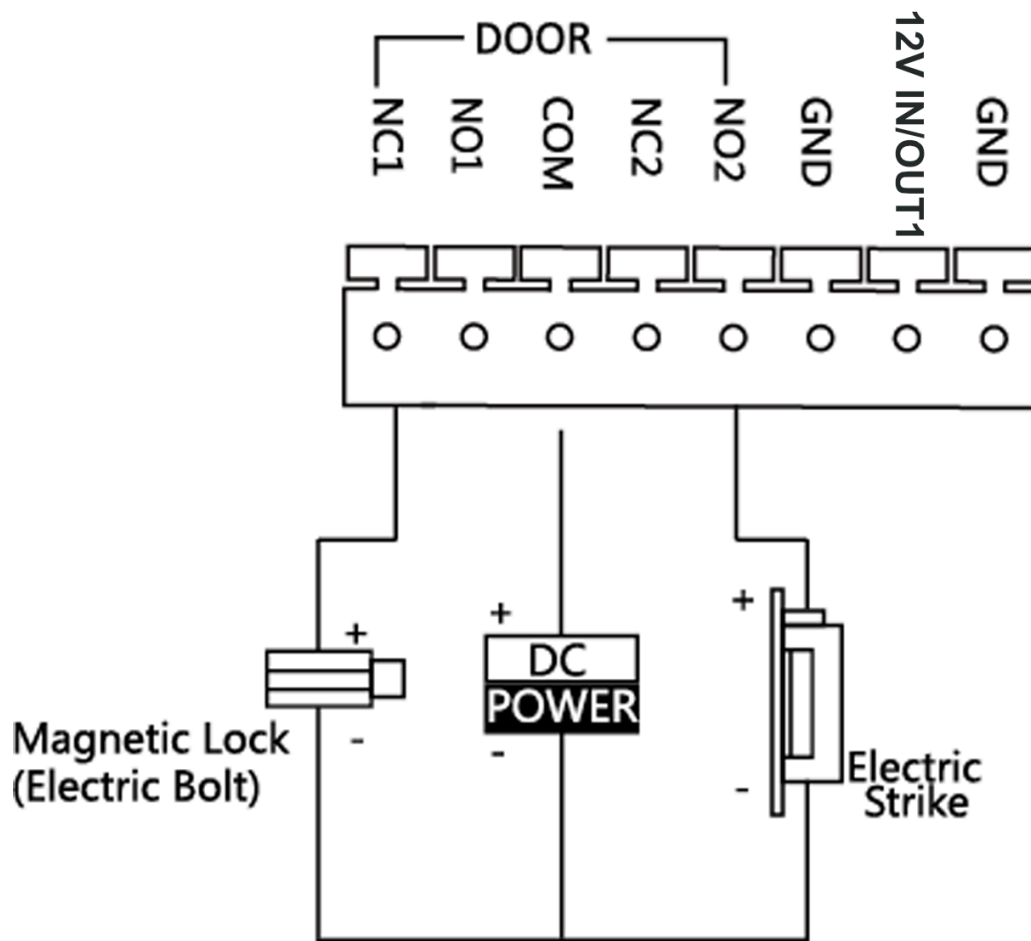 DOOR
NC1
NO1
COM
NC2
NO2
GND
12V IN/OUT1
GND
+
-
Magnetic Lock
(Electric Bolt)
+
DC
POWER
-
+
-
Electric
Strike